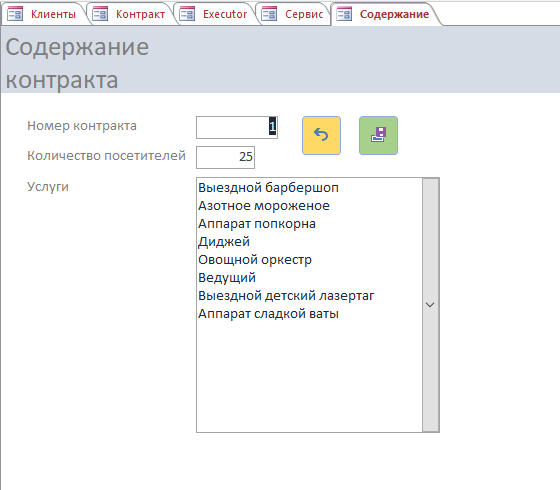 Клиенты Контракт Executor Сервис Содержание
Содержание
контракта
Номер контракта 1
Количество посетителей 25
Услуги
Выездной барбершоп
Азотное мороженое
Аппарат попкорна
Диджей
Овощной оркестр
Ведущий
Выездной детский лазертаг
Аппарат сладкой ваты